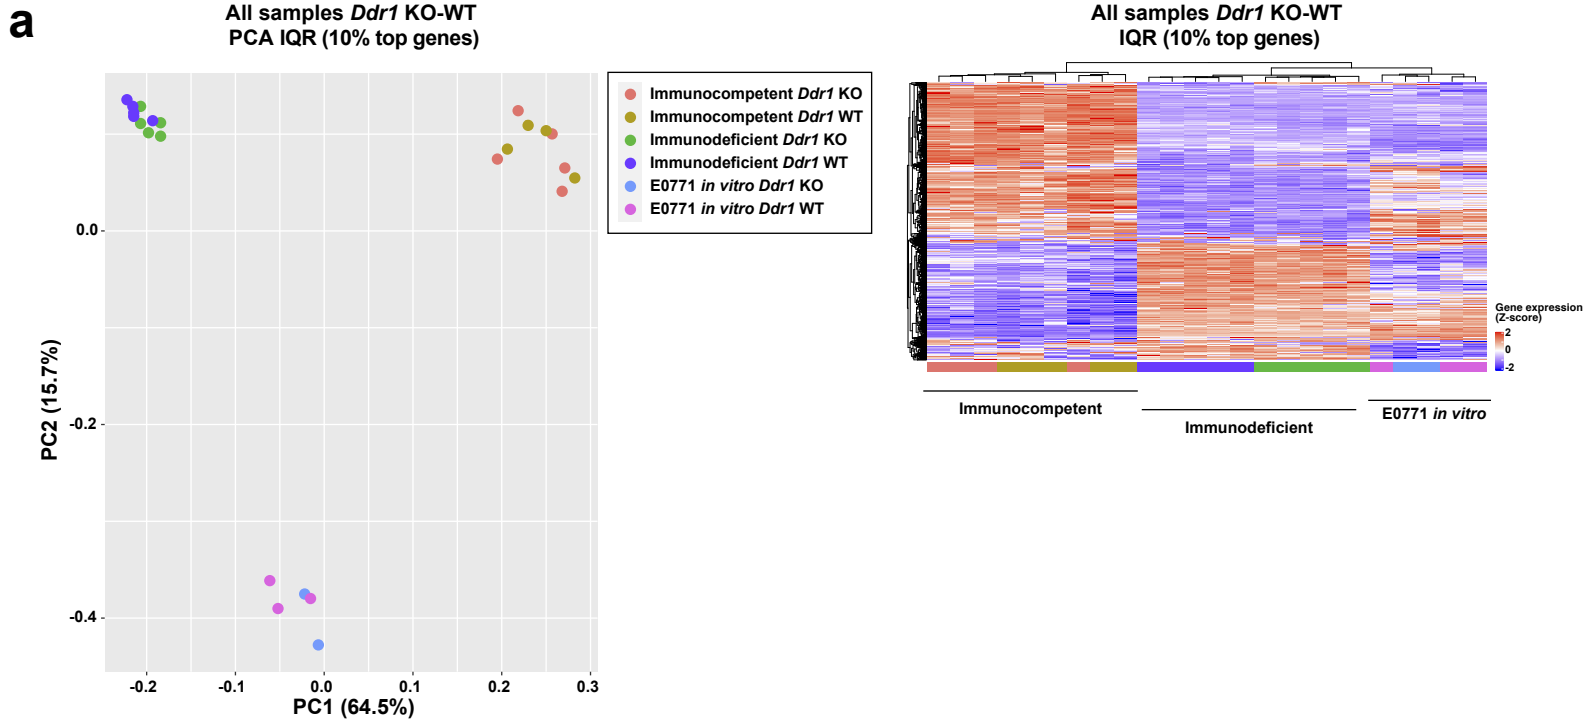 a
All samples Ddr1 KO-WT
PCA IQR (10% top genes)
Immunocompetent Ddr1 KO
Immunocompetent Ddr1 WT
Immunodeficient Ddr1 KO
Immunodeficient Ddr1 WT
E0771 in vitro Ddr1 KO
E0771 in vitro Ddr1 WT
0.0
-0.2
-0.4
PC2 (15.7%)
-0.2
-0.1
0.0
0.1
0.2
0.3
PC1 (64.5%)
All samples Ddr1 KO-WT
IQR (10% top genes)
Gene expression
(Z-score)
2
0
-2
Immunocompetent
Immunodeficient
E0771 in vitro